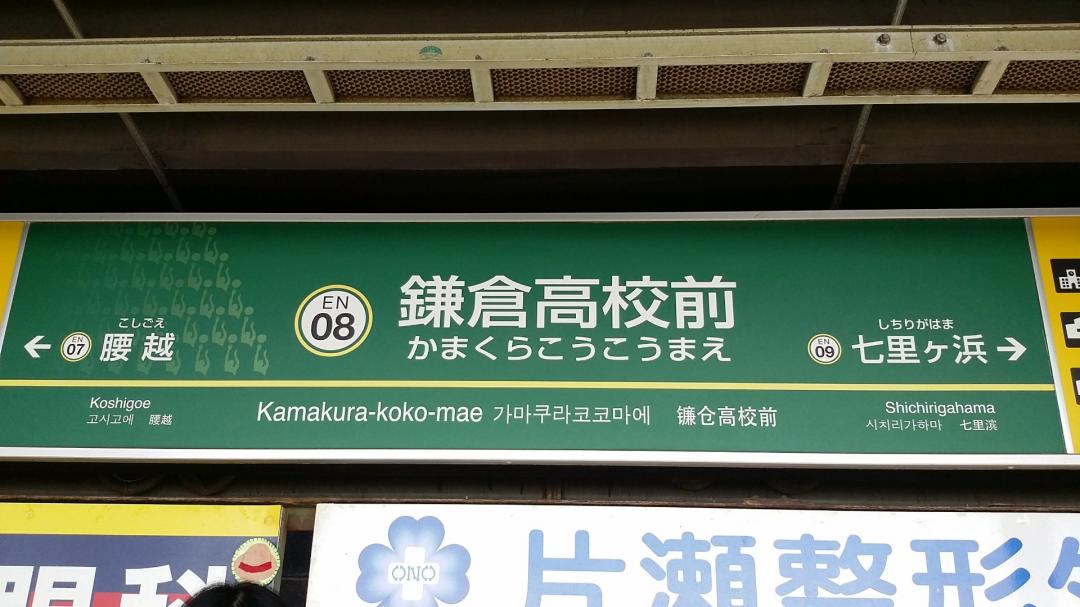 EN
08
鎌倉高校前
かまくらこうこうまえ
こしごえ
← EN 07 腰越
しちりがはま
EN 09 七里ヶ浜 →
Koshigoe
고시고에 腰越
Kamakura-koko-mae 가마쿠라코코마에 镰仓高校前
Shichirigahama
시치리가하마 七里滨
眼科
ONO
片瀬整形